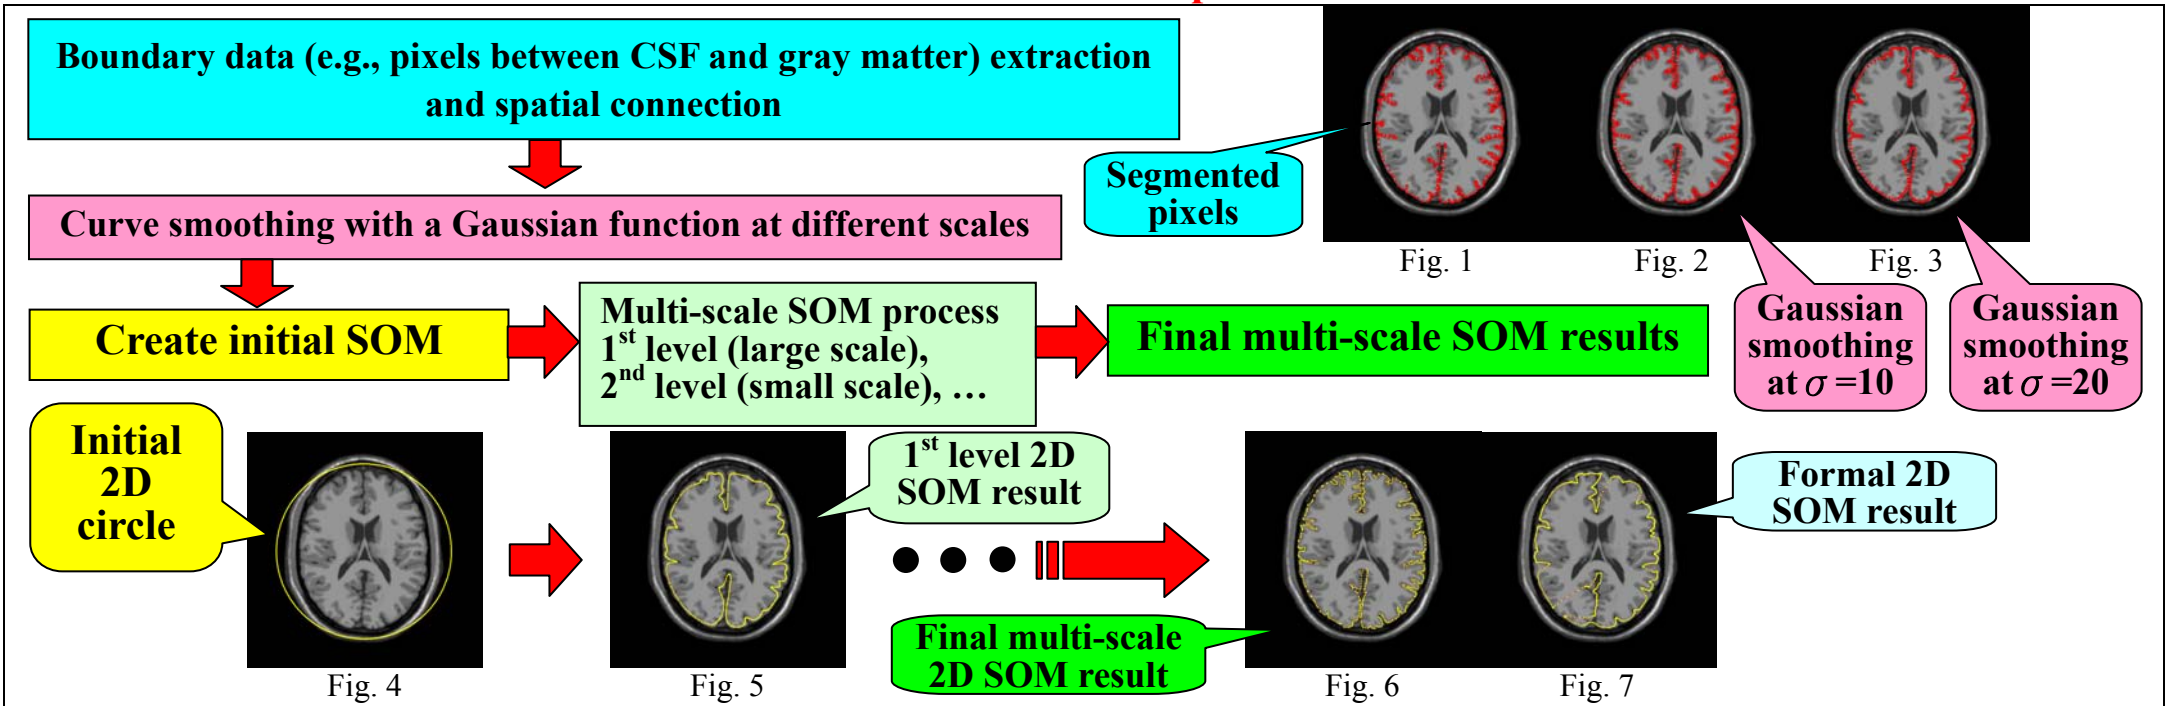 Boundary data (e.g., pixels between CSF and gray matter) extraction
and spatial connection
Segmented
pixels
Curve smoothing with a Gaussian function at different scales
Fig. 1
Fig. 2
Fig. 3
Gaussian
smoothing
at σ =10
Gaussian
smoothing
at σ =20
Create initial SOM
Multi-scale SOM process
1st level (large scale),
2nd level (small scale), …
Final multi-scale SOM results
Initial
2D
circle
1st level 2D
SOM result
Formal 2D
SOM result
Final multi-scale
2D SOM result
Fig. 4
Fig. 5
Fig. 6
Fig. 7